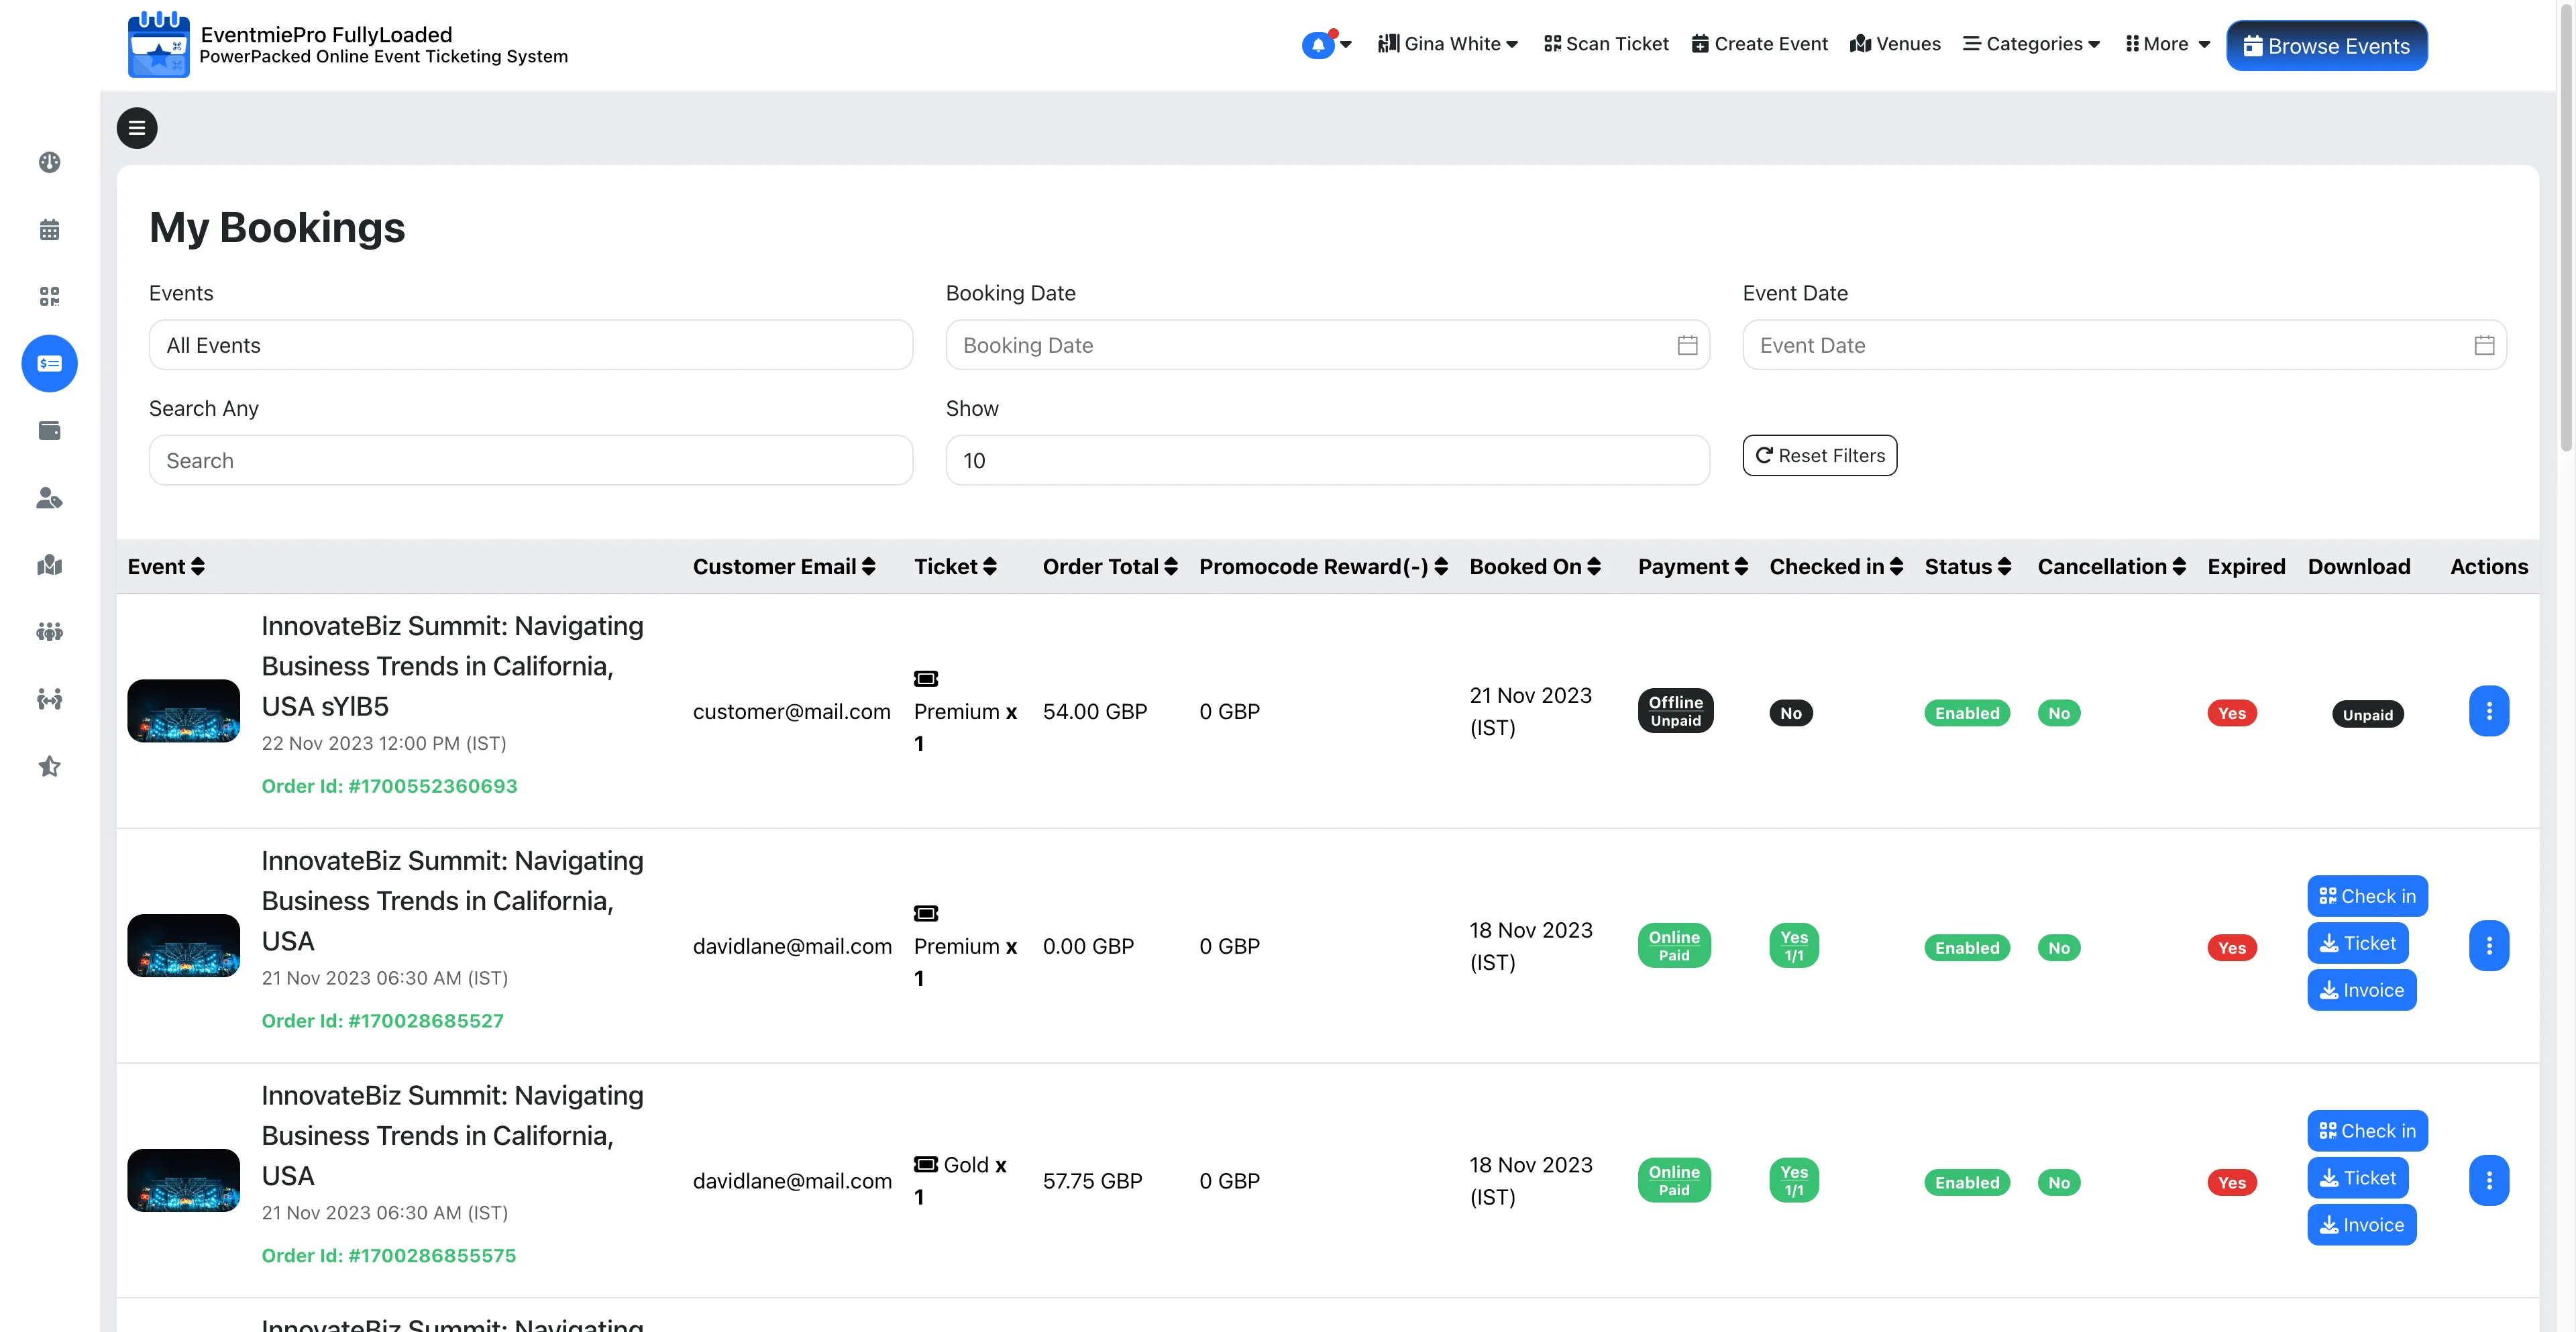 EventmiePro FullyLoaded
PowerPacked Online Event Ticketing System
Gina White
Scan Ticket
Create Event
Venues
Categories
More
Browse Events
My Bookings
Events
Booking Date
Event Date
All Events
Booking Date
Event Date
Search Any
Show
Search
10
Reset Filters
Event
Customer Email
Ticket
Order Total
Promocode Reward(-)
Booked On
Payment
Checked in
Status
Cancellation
Expired
Download
Actions
InnovateBiz Summit: Navigating
Business Trends in California,
USA sYlB5
22 Nov 2023 12:00 PM (IST)
Order Id: #1700552360693
customer@mail.com
Premium x
1
54.00 GBP
0 GBP
21 Nov 2023
(IST)
Offline
Unpaid
No
Enabled
No
Yes
Unpaid
InnovateBiz Summit: Navigating
Business Trends in California,
USA
21 Nov 2023 06:30 AM (IST)
Order Id: #170028685527
davidlane@mail.com
Premium x
1
0.00 GBP
0 GBP
18 Nov 2023
(IST)
Online
Paid
Yes
1/1
Enabled
No
Yes
Check in
Ticket
Invoice
InnovateBiz Summit: Navigating
Business Trends in California,
USA
21 Nov 2023 06:30 AM (IST)
Order Id: #1700286855575
davidlane@mail.com
Gold x
1
57.75 GBP
0 GBP
18 Nov 2023
(IST)
Online
Paid
Yes
1/1
Enabled
No
Yes
Check in
Ticket
Invoice
InnovateBiz Summit: Navigating